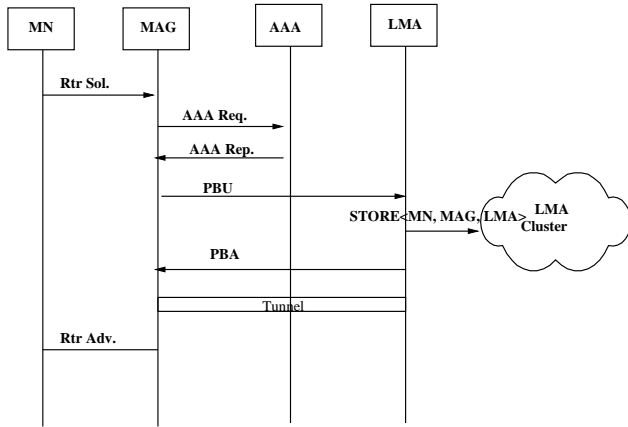 MN
MAG
AAA
LMA
Rtr Sol.
AAA Req.
AAA Rep.
PBU
STORE<MN, MAG, LMA>
LMA
Cluster
PBA
Tunnel
Rtr Adv.